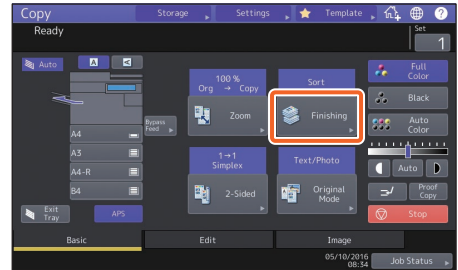 Copy
Storage
Settings
Template
?
Ready
Set
1
Auto
A
A
A4
A3
A4-R
B4
Bypass
Feed
Exit
Tray
APS
100 %
Org → Copy
Zoom
Sort
Finishing
1→1
Simplex
2-Sided
Text/Photo
Original
Mode
Full
Color
Black
Auto
Color
Auto
Proof
Copy
Stop
Basic
Edit
Image
05/10/2016
08:34
Job Status